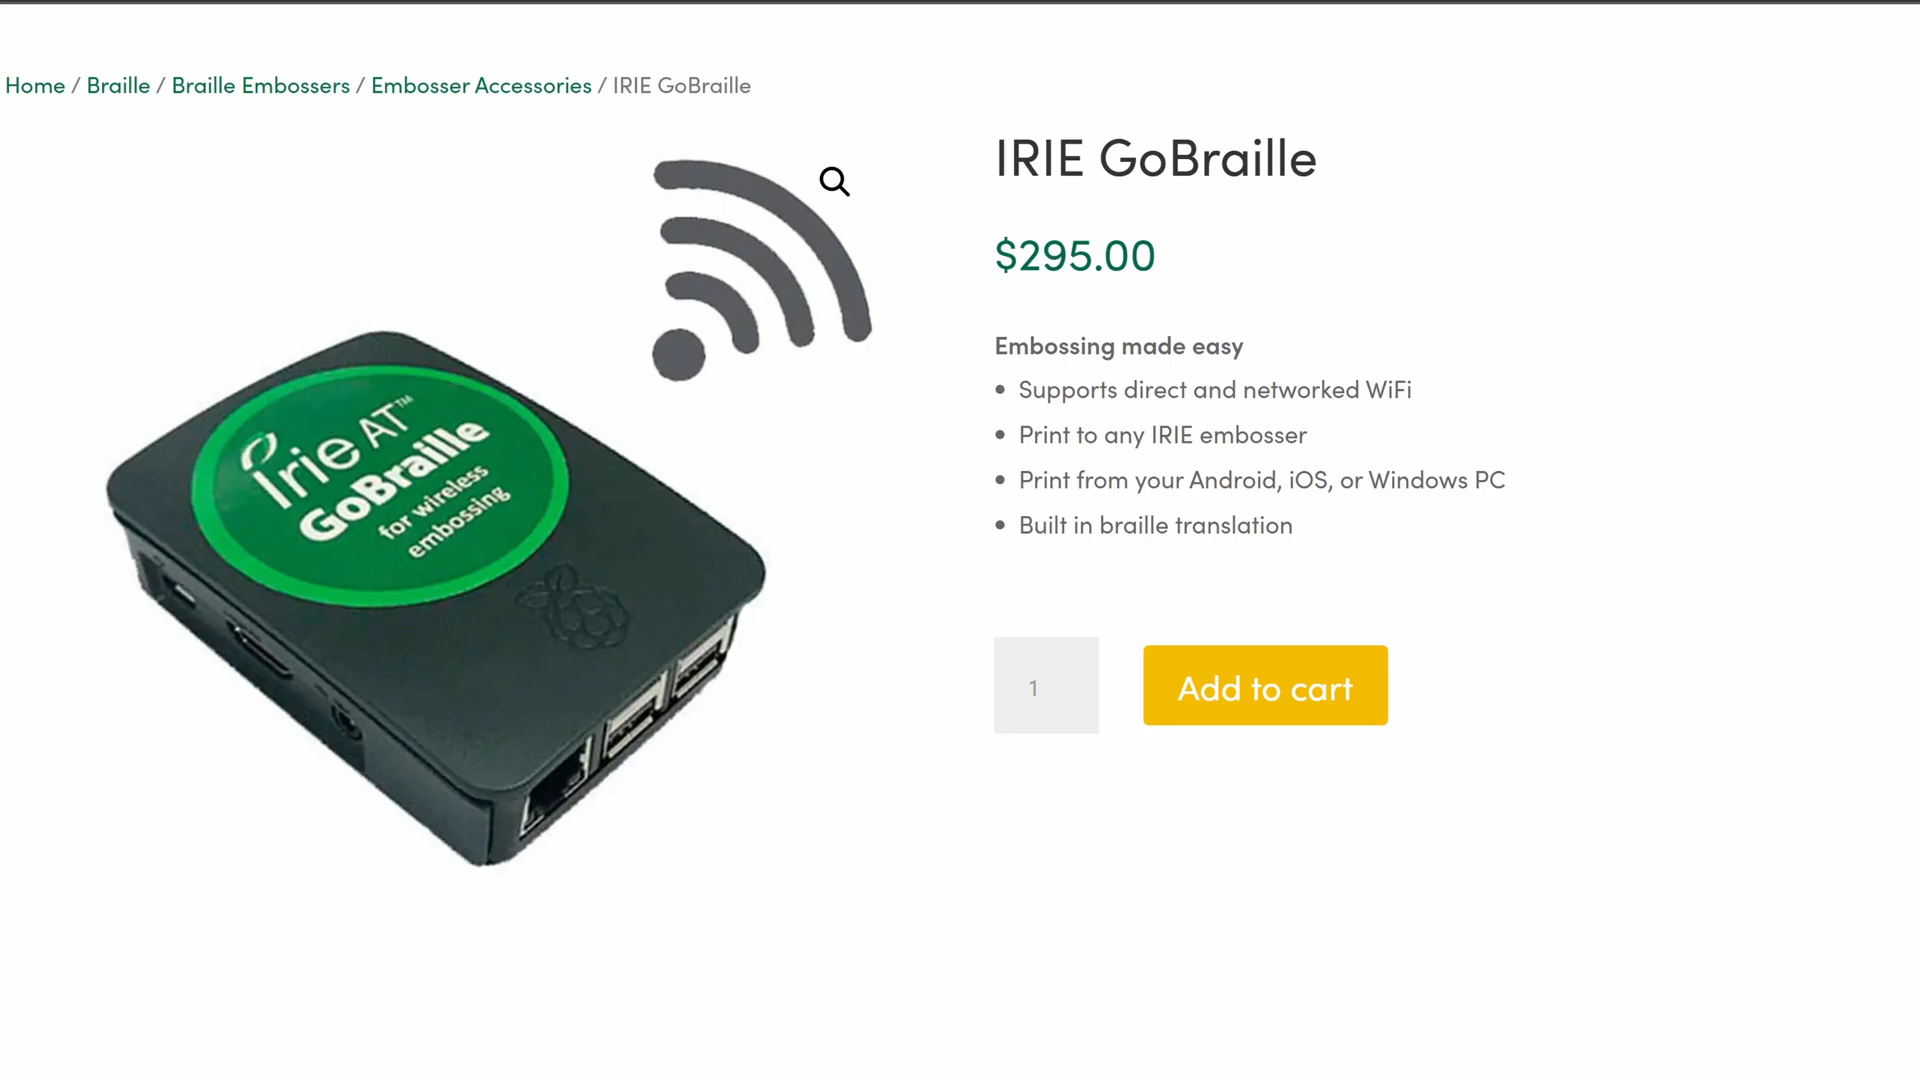 Home / Braille / Braille Embossers / Embosser Accessories / IRIE GoBraille
Irie AT™
GoBraille
for wireless
embossing
IRIE GoBraille
$295.00
Embossing made easy
• Supports direct and networked WiFi
• Print to any IRIE embosser
• Print from your Android, iOS, or Windows PC
• Built in braille translation
1
Add to cart